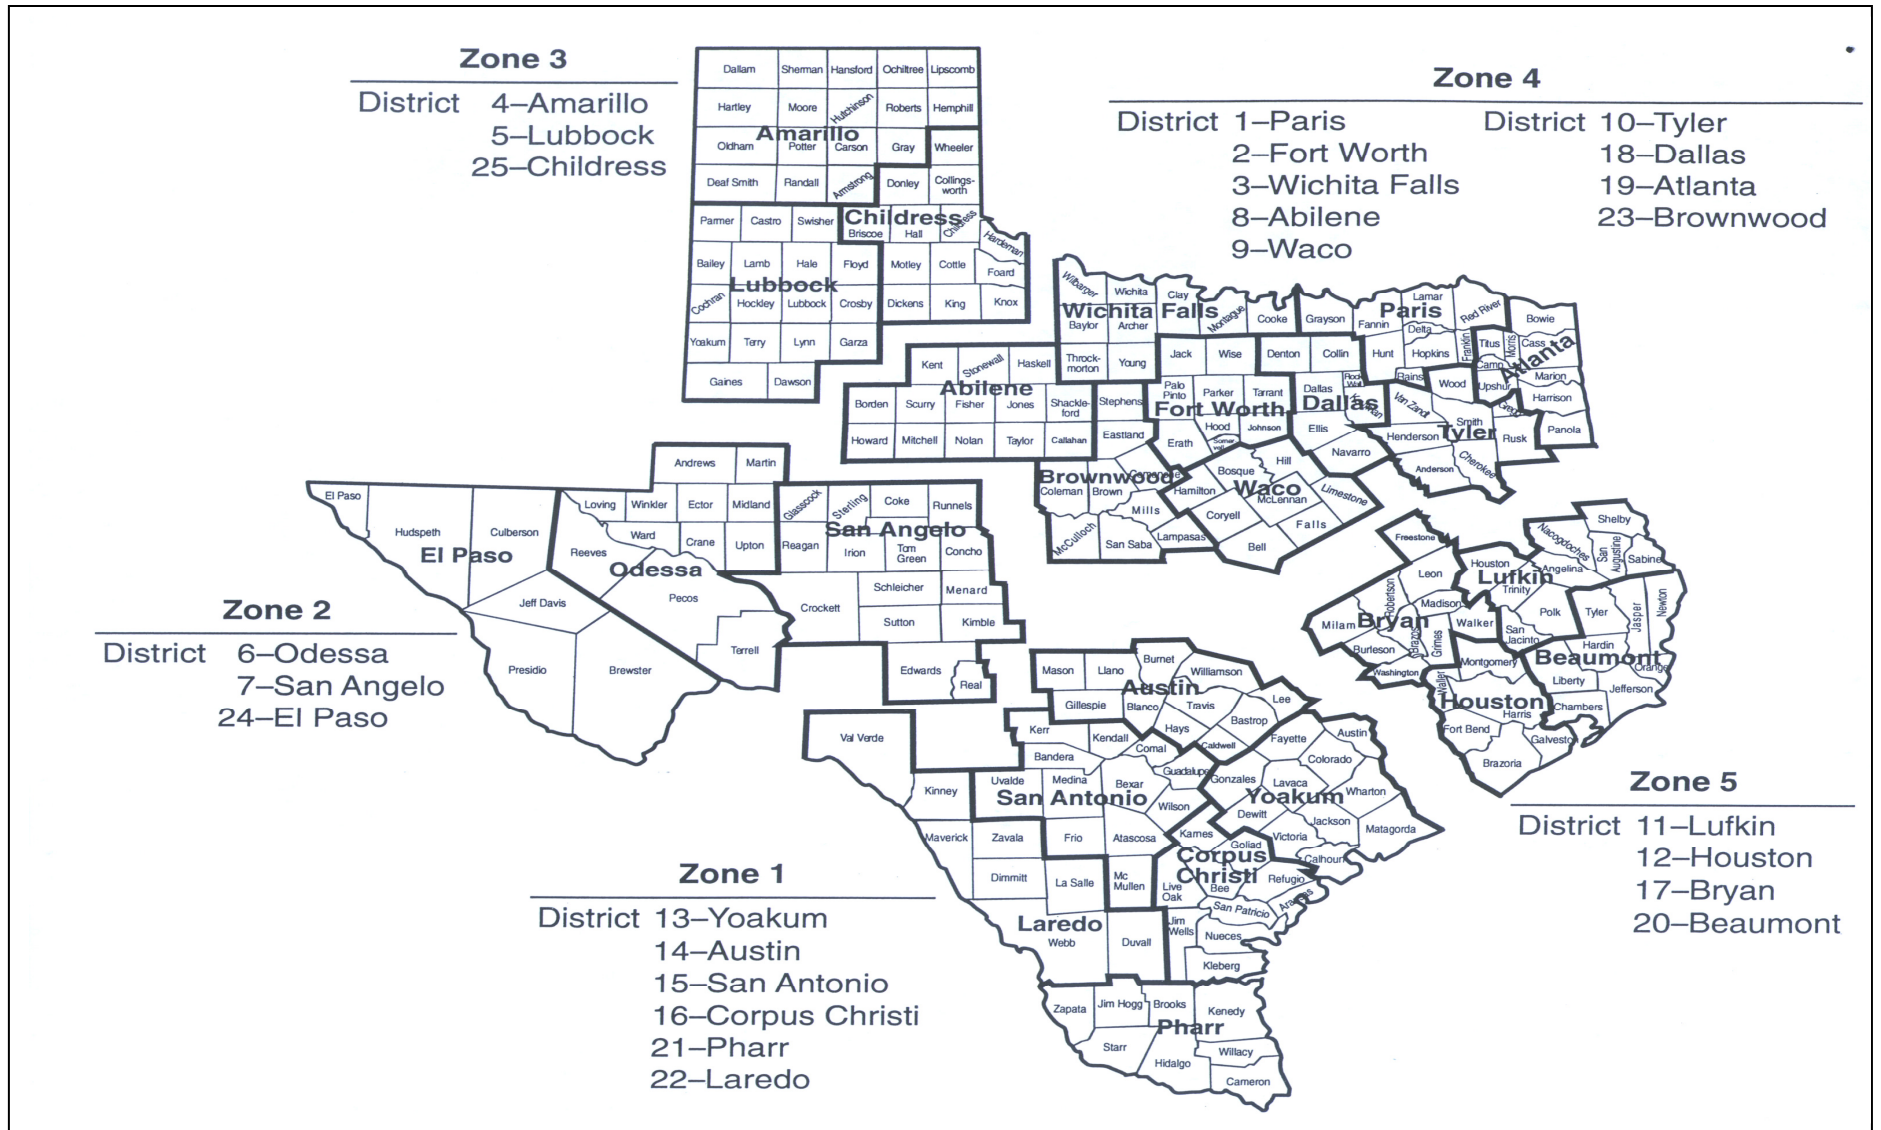 Zone 3
District 4–Amarillo
5–Lubbock
25–Childress
Zone 4
District 1–Paris
2–Fort Worth
3–Wichita Falls
8–Abilene
9–Waco
District 10–Tyler
18–Dallas
19–Atlanta
23–Brownwood
Dallam Sherman Hansford Ochiltree Lipscomb
Hartley Moore Hutchinson Roberts Hemphill
Amarillo
Oldham Potter Carson Gray Wheeler
Deaf Smith Randall Armstrong Donley Collings-
worth
Parmer Castro Swisher Childress
Briscoe Hall Childress Hardeman
Bailey Lamb Hale Floyd Motley Cottle Foard
Lubbock
Cochran Hockley Lubbock Crosby Dickens King Knox
Yoakum Terry Lynn Garza
Gaines Dawson
Wilbarger Wichita Clay
Wichita Falls
Baylor Archer Montague Cooke
Throck-
morton Young
Grayson Fannin Lamar Red River
Paris
Delta Hunt Hopkins Franklin Rains
Bowie Titus Morris Cass
Atlanta
Camp Marion Upshur Harrison Panola
Kent Stonewall Haskell
Abilene
Borden Scurry Fisher Jones Shackle-
ford
Howard Mitchell Nolan Taylor Callahan
Stephens
Eastland
Jack Wise
Palo
Pinto Parker Tarrant
Fort Worth
Hood Johnson
Erath Somer
vell
Denton Collin
Dallas Rock
Wall
Dallas
Kaufman
Ellis
Navarro
Wood
Van Zandt Smith Gregg
Henderson Tyler Rusk
Anderson Cherokee
Brownwood
Comanche
Coleman Brown
Mills
McCulloch San Saba Lampasas
Bosque Hill
Hamilton Waco
McLennan Limestone
Coryell Falls
Bell
Andrews Martin
Loving Winkler Ector Midland
Ward Crane Upton
Reeves
Odessa
Pecos
Terrell
El Paso
Hudspeth Culberson
El Paso
Jeff Davis
Presidio Brewster
Glasscock Sterling Coke Runnels
San Angelo
Reagan Irion Tom
Green Concho
Schleicher Menard
Crockett
Sutton Kimble
Edwards Real
Zone 2
District 6–Odessa
7–San Angelo
24–El Paso
Freestone
Leon
Robertson Madison
Milam Bryan Walker
Burleson Brazos Grimes
Washington
Shelby
Nacogdoches San
Augustine Sabine
Houston Angelina
Lufkin
Trinity
Polk
San
Jacinto
Tyler Jasper Newton
Hardin
Beaumont
Orange
Liberty Jefferson
Chambers
Montgomery
Waller
Houston
Harris
Fort Bend Galveston
Brazoria
Mason Llano Burnet Williamson
Austin
Gillespie Blanco Travis Lee
Hays Bastrop
Caldwell
Val Verde
Kinney
Maverick Zavala
Dimmitt La Salle
Laredo
Webb Duvall
Kerr Kendall Comal
Bandera
Guadalupe
Uvalde Medina Bexar
San Antonio
Wilson
Frio Atascosa
Mc
Mullen
Fayette Austin
Colorado
Gonzales Lavaca Wharton
Yoakum
Dewitt Jackson Matagorda
Victoria
Calhoun
Karnes Goliad
Corpus
Christi
Live
Oak Bee Refugio
Aransas
San Patricio
Jim
Wells Nueces
Kleberg
Zapata Jim Hogg Brooks Kenedy
Pharr
Starr Hidalgo Willacy
Cameron
Zone 5
District 11–Lufkin
12–Houston
17–Bryan
20–Beaumont
Zone 1
District 13–Yoakum
14–Austin
15–San Antonio
16–Corpus Christi
21–Pharr
22–Laredo